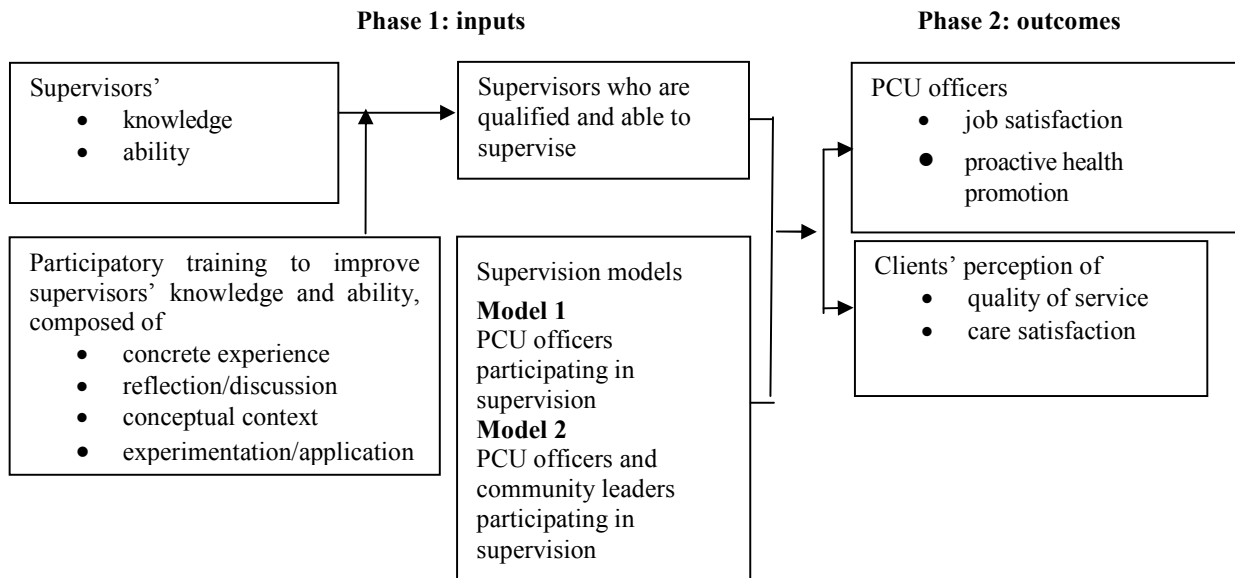 Phase 1: inputs
Phase 2: outcomes
Supervisors’
• knowledge
• ability
Supervisors who are
qualified and able to
supervise
PCU officers
• job satisfaction
• proactive health
promotion
Participatory training to improve
supervisors’ knowledge and ability,
composed of
• concrete experience
• reflection/discussion
• conceptual context
• experimentation/application
Supervision models
Model 1
PCU officers
participating in
supervision
Model 2
PCU officers and
community leaders
participating in
supervision
Clients’ perception of
• quality of service
• care satisfaction